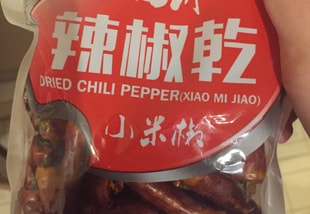 辣椒乾
DRIED CHILI PEPPER(XIAO MI JIAO)
小米椒